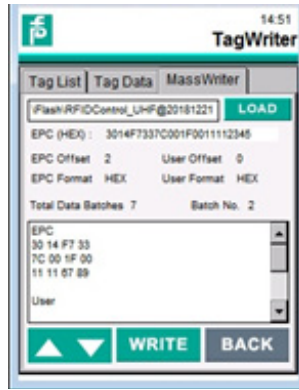 14:51
TagWriter
Tag List Tag Data MassWriter
\Flash\RFIDControl_UHF@20181221 LOAD
EPC (HEX) : 3014F7337C001F0011112345
EPC Offset 2 User Offset 0
EPC Format HEX User Format HEX
Total Data Batches 7 Batch No. 2
EPC
30 14 F7 33
7C 00 1F 00
11 11 67 89
User
WRITE BACK